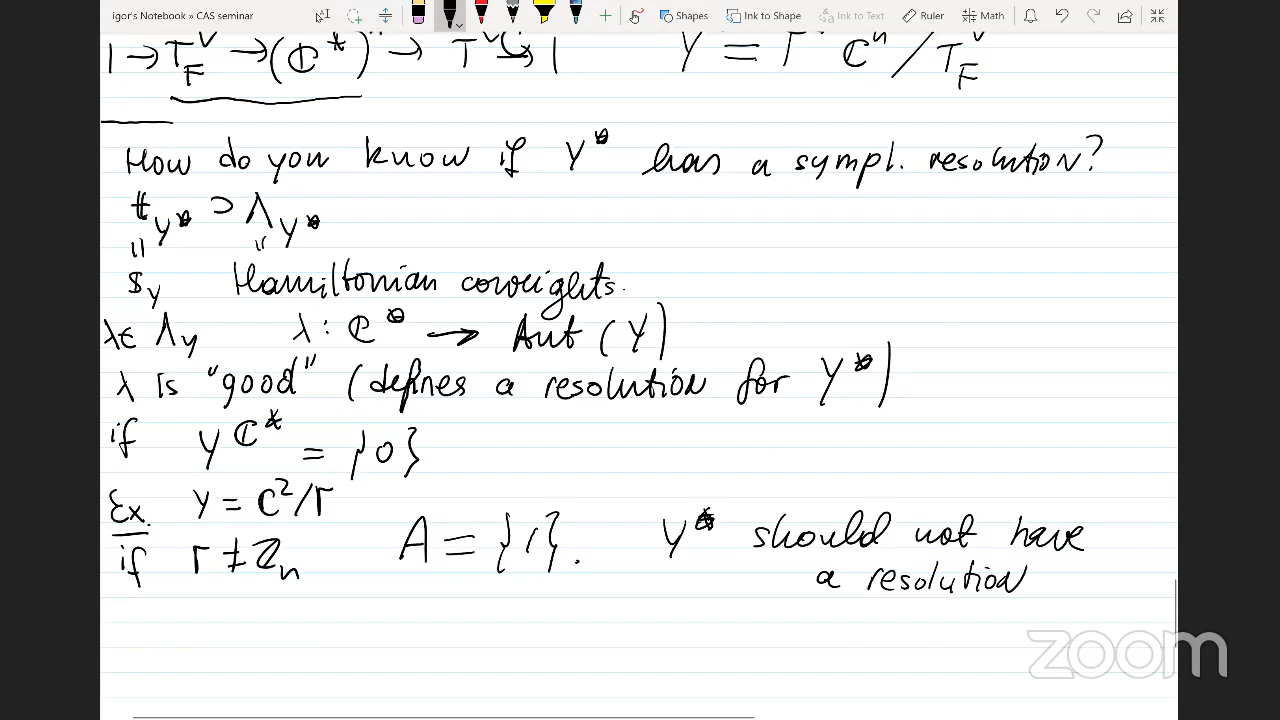 igor's Notebook » CAS seminar
Shapes Ink to Shape Ink to Text Ruler Math
1 → T_F^∨ → (ℂ*)^n → T^∨ → 1 Y = T* ℂ^n / T_F^∨
How do you know if Y* has a sympl. resolution?
𝔱_{Y*} ⊃ Λ_{Y*}
" "
𝔰_Y Hamiltonian coweights.
λ ∈ Λ_Y λ : ℂ* → Aut (Y)
λ is "good" (defines a resolution for Y*)
if Y^{ℂ*} = {0}
Ex. Y = ℂ²/Γ
if Γ ≠ ℤ_n A = {1}. Y* should not have
a resolution
zoom